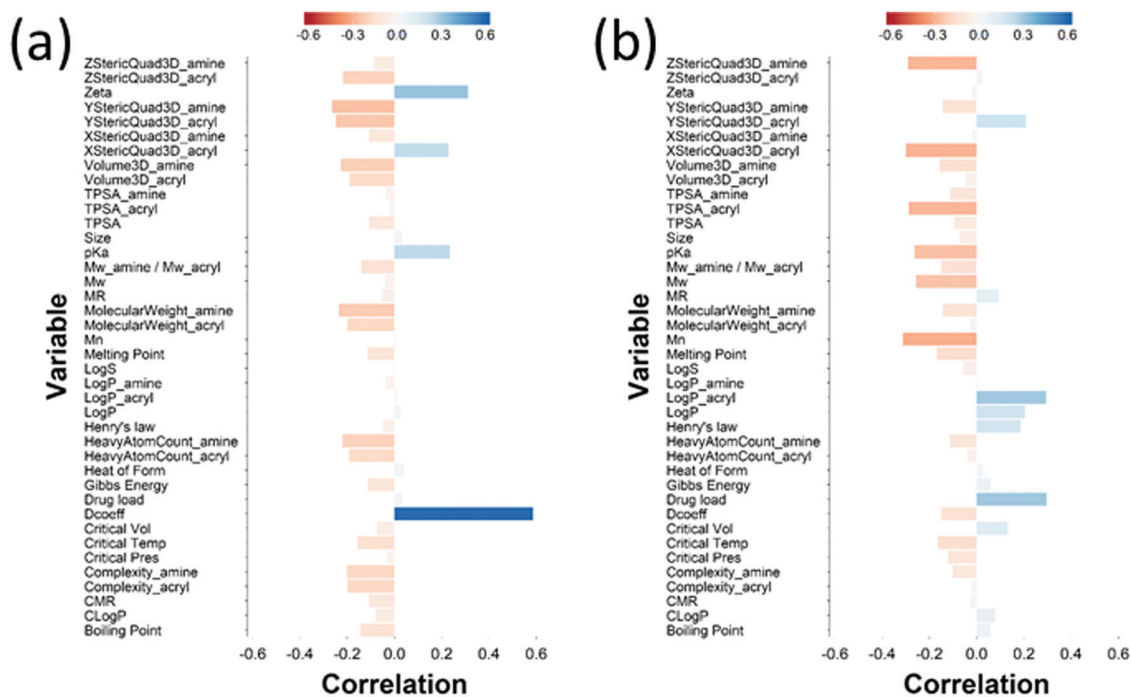 (a)
-0.6 -0.3 0.0 0.3 0.6
ZStericQuad3D_amine
ZStericQuad3D_acryl
Zeta
YStericQuad3D_amine
YStericQuad3D_acryl
XStericQuad3D_amine
XStericQuad3D_acryl
Volume3D_amine
Volume3D_acryl
TPSA_amine
TPSA_acryl
TPSA
Size
pKa
Mw_amine / Mw_acryl
Mw
MR
MolecularWeight_amine
MolecularWeight_acryl
Mn
Melting Point
LogS
LogP_amine
LogP_acryl
LogP
Henry's law
HeavyAtomCount_amine
HeavyAtomCount_acryl
Heat of Form
Gibbs Energy
Drug load
Dcoeff
Critical Vol
Critical Temp
Critical Pres
Complexity_amine
Complexity_acryl
CMR
CLogP
Boiling Point
Variable
-0.6 -0.4 -0.2 0.0 0.2 0.4 0.6
Correlation
(b)
-0.6 -0.3 0.0 0.3 0.6
ZStericQuad3D_amine
ZStericQuad3D_acryl
Zeta
YStericQuad3D_amine
YStericQuad3D_acryl
XStericQuad3D_amine
XStericQuad3D_acryl
Volume3D_amine
Volume3D_acryl
TPSA_amine
TPSA_acryl
TPSA
Size
pKa
Mw_amine / Mw_acryl
Mw
MR
MolecularWeight_amine
MolecularWeight_acryl
Mn
Melting Point
LogS
LogP_amine
LogP_acryl
LogP
Henry's law
HeavyAtomCount_amine
HeavyAtomCount_acryl
Heat of Form
Gibbs Energy
Drug load
Dcoeff
Critical Vol
Critical Temp
Critical Pres
Complexity_amine
Complexity_acryl
CMR
CLogP
Boiling Point
Variable
-0.6 -0.4 -0.2 0.0 0.2 0.4 0.6
Correlation